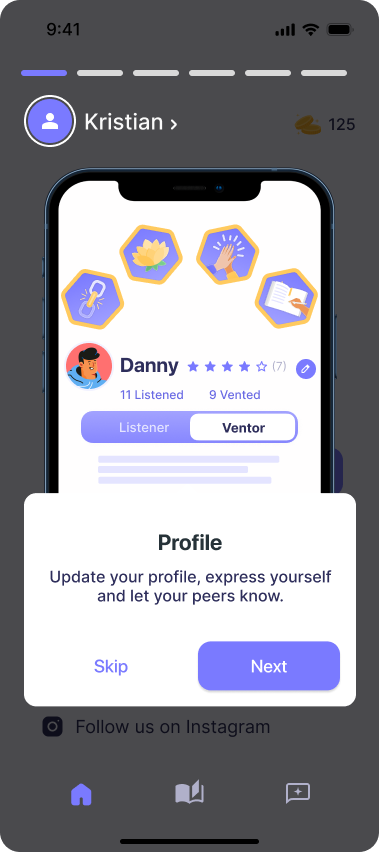 9:41
Kristian
125
Danny (7)
11 Listened 9 Vented
Listener Ventor
Profile
Update your profile, express yourself
and let your peers know.
Skip Next
Follow us on Instagram